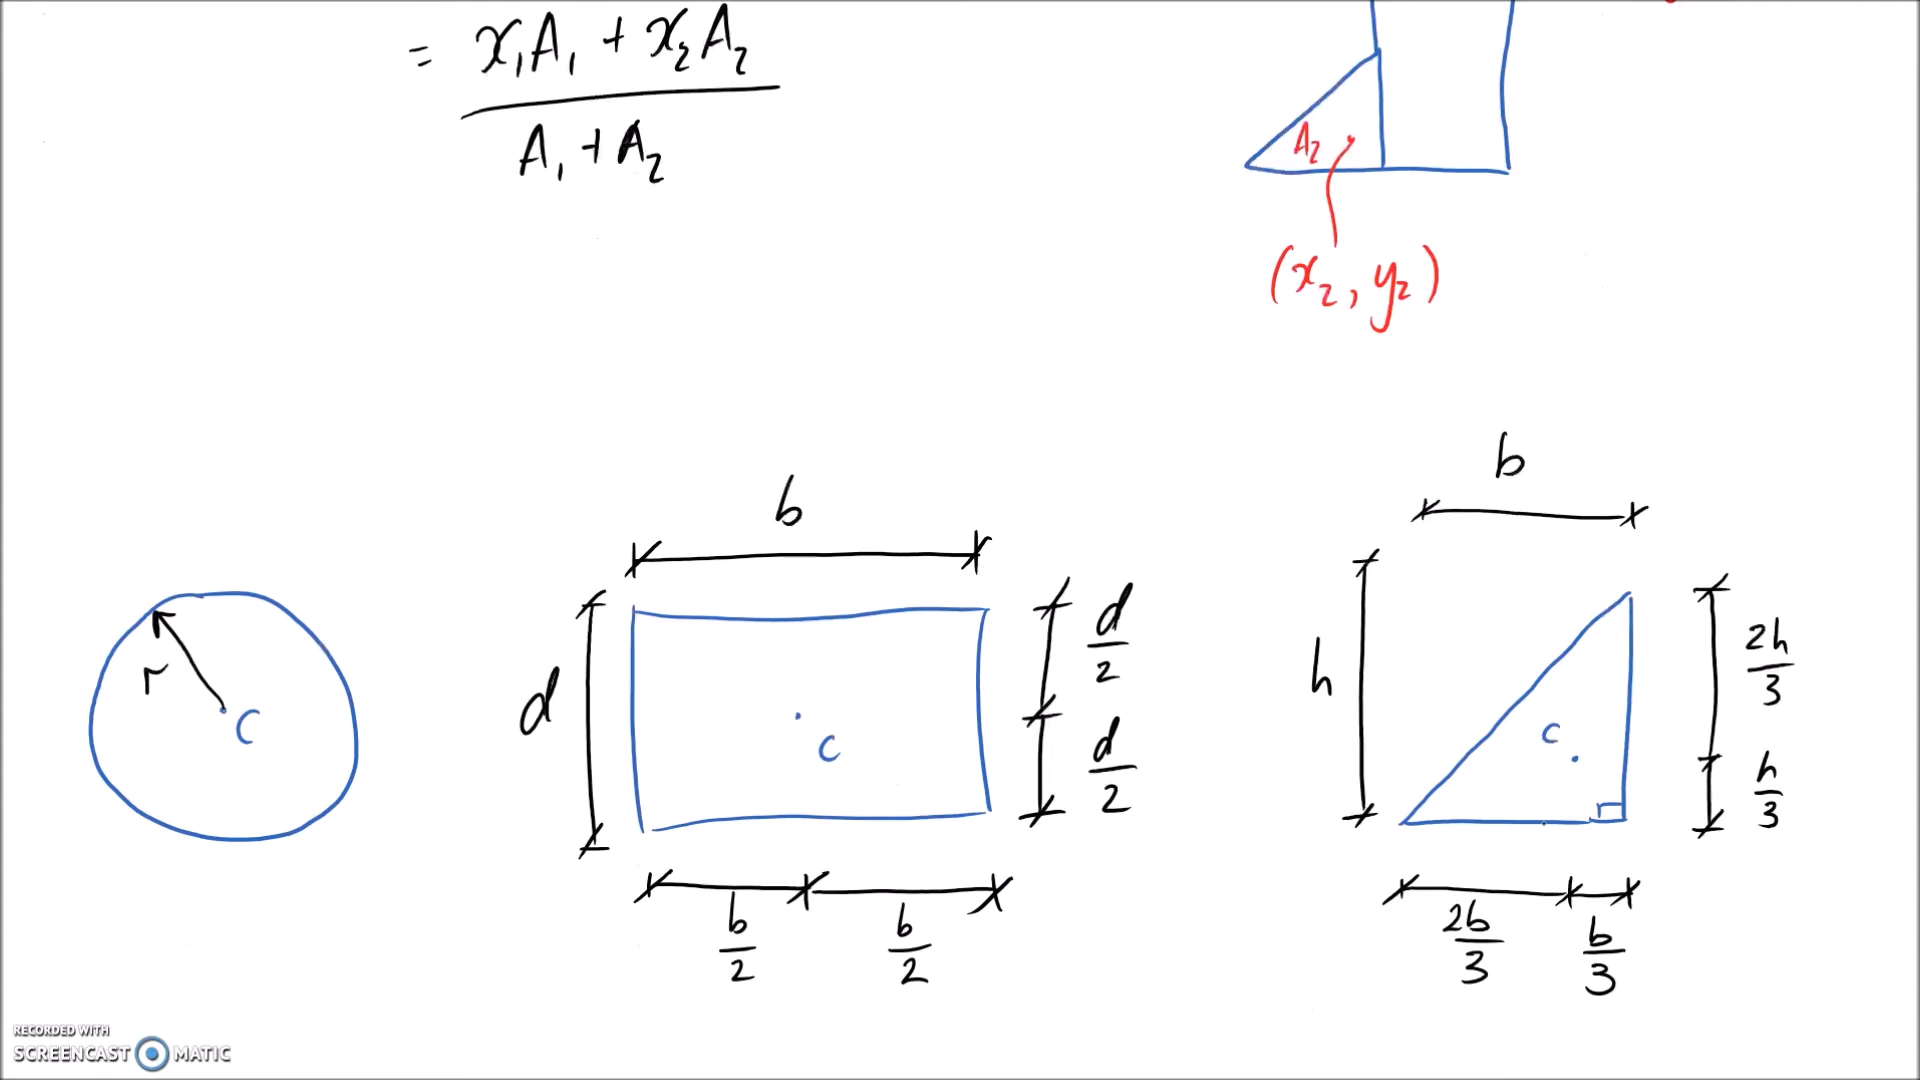 = x₁A₁ + x₂A₂
A₁ + A₂
A₂
(x₂, y₂)
b
b
d
d/2
d/2
h
2h/3
h/3
r
C
C
C
b/2
b/2
2b/3
b/3
RECORDED WITH
SCREENCAST MATIC